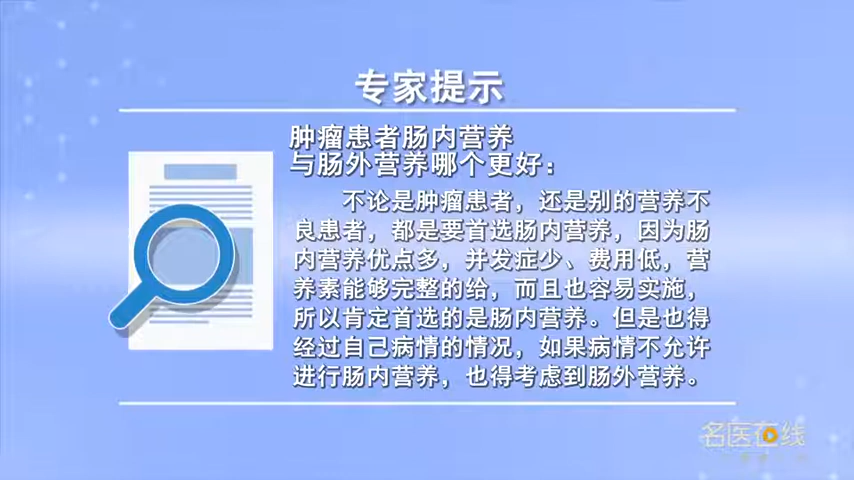 专家提示
肿瘤患者肠内营养
与肠外营养哪个更好：
不论是肿瘤患者，还是别的营养不
良患者，都是要首选肠内营养，因为肠
内营养优点多，并发症少、费用低，营
养素能够完整的给，而且也容易实施，
所以肯定首选的是肠内营养。但是也得
经过自己病情的情况，如果病情不允许
进行肠内营养，也得考虑到肠外营养。
名医在线